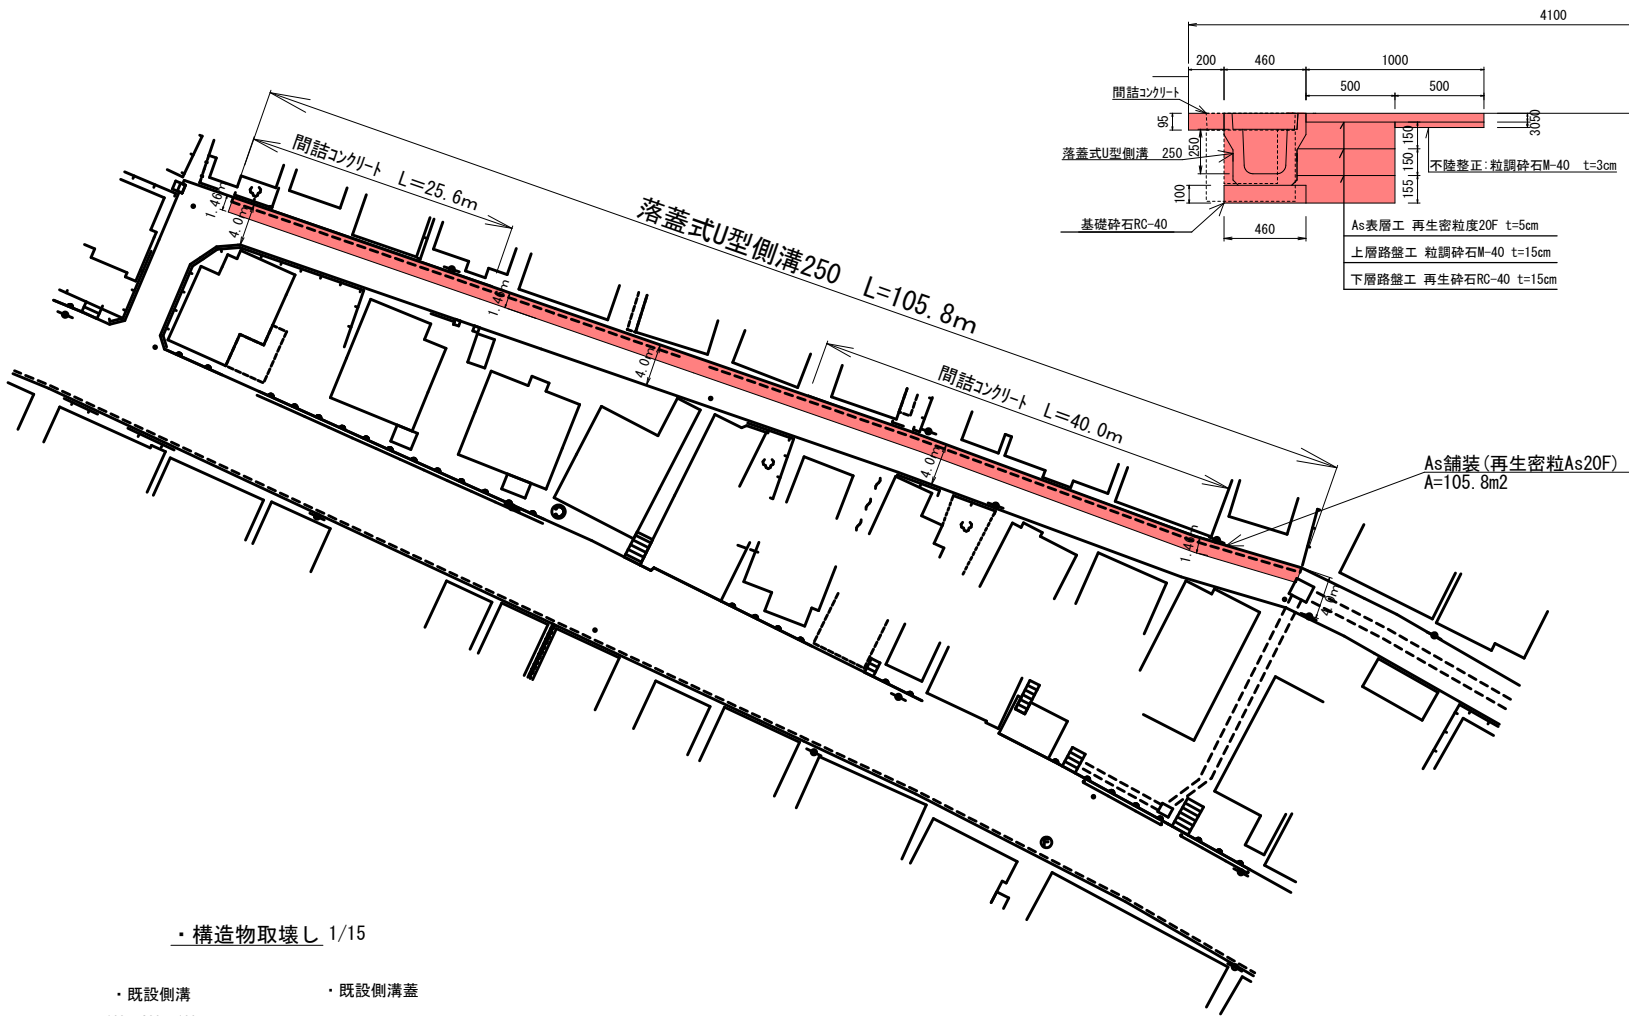 4100
200
460
1000
500
500
間詰コンクリート
95
250
150
150
155
100
3050
落蓋式U型側溝 250
不陸整正:粒調砕石M-40 t=3cm
基礎砕石RC-40
460
As表層工 再生密粒度20F t=5cm
上層路盤工 粒調砕石M-40 t=15cm
下層路盤工 再生砕石RC-40 t=15cm
間詰コンクリート L=25.6m
落蓋式U型側溝250 L=105.8m
間詰コンクリート L=40.0m
1.46m
4.0m
4.0m
4.0m
4.0m
As舗装(再生密粒As20F)
A=105.8m2
・構造物取壊し 1/15
・既設側溝
・既設側溝蓋